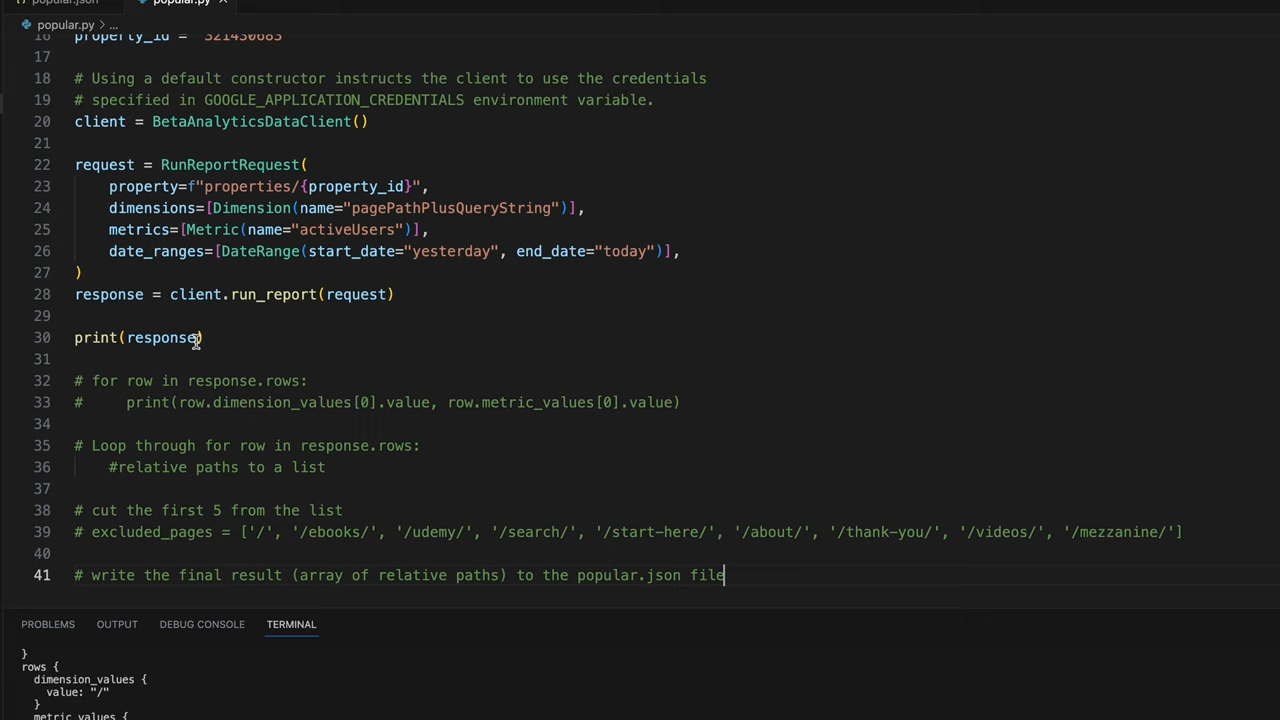 popular.json popular.py ×
popular.py > ...
16 property_id = "321430683"
17
18 # Using a default constructor instructs the client to use the credentials
19 # specified in GOOGLE_APPLICATION_CREDENTIALS environment variable.
20 client = BetaAnalyticsDataClient()
21
22 request = RunReportRequest(
23 property=f"properties/{property_id}",
24 dimensions=[Dimension(name="pagePathPlusQueryString")],
25 metrics=[Metric(name="activeUsers")],
26 date_ranges=[DateRange(start_date="yesterday", end_date="today")],
27 )
28 response = client.run_report(request)
29
30 print(response)
31
32 # for row in response.rows:
33 #     print(row.dimension_values[0].value, row.metric_values[0].value)
34
35 # Loop through for row in response.rows:
36 #relative paths to a list
37
38 # cut the first 5 from the list
39 # excluded_pages = ['/', '/ebooks/', '/udemy/', '/search/', '/start-here/', '/about/', '/thank-you/', '/videos/', '/mezzanine/']
40
41 # write the final result (array of relative paths) to the popular.json file
PROBLEMS OUTPUT DEBUG CONSOLE TERMINAL
}
rows {
dimension_values {
value: "/"
}
metric_values {